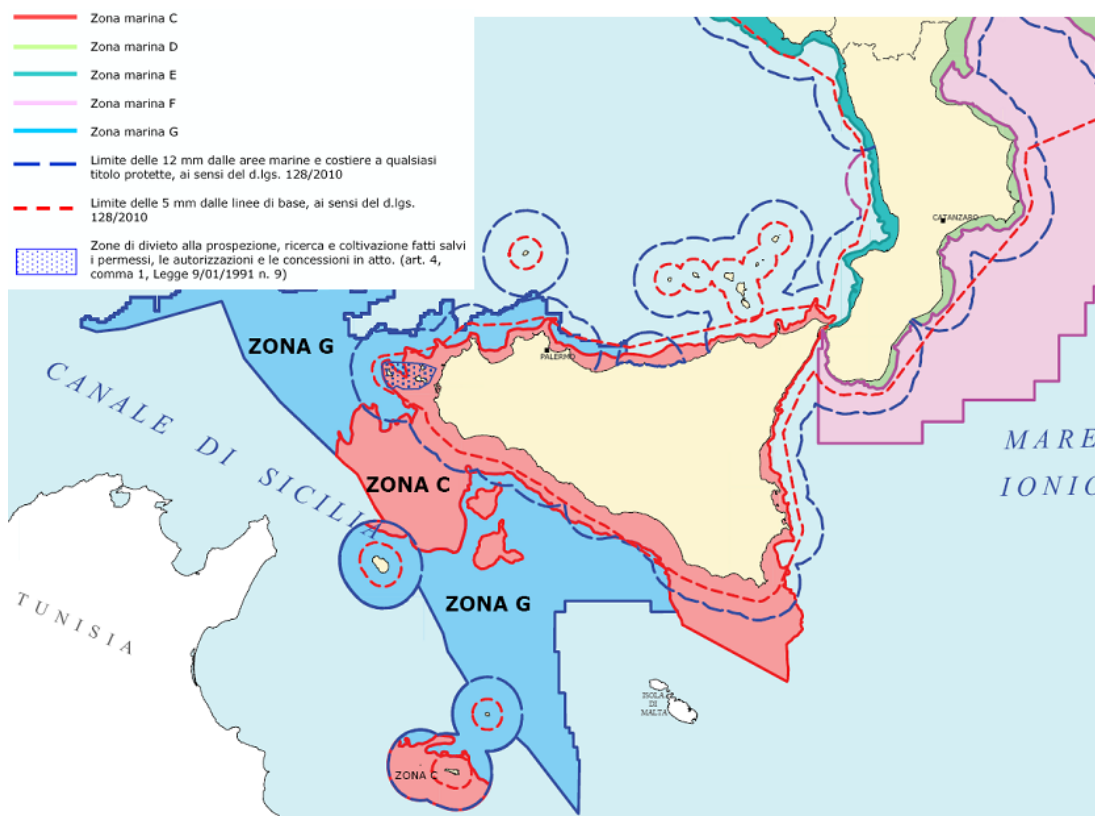 Zona marina C
Zona marina D
Zona marina E
Zona marina F
Zona marina G
Limite delle 12 mm dalle aree marine e costiere a qualsiasi
titolo protette, ai sensi del d.lgs. 128/2010
Limite delle 5 mm dalle linee di base, ai sensi del d.lgs.
128/2010
Zone di divieto alla prospezione, ricerca e coltivazione fatti salvi
i permessi, le autorizzazioni e le concessioni in atto. (art. 4,
comma 1, Legge 9/01/1991 n. 9)
CATANZARO
ZONA G
PALERMO
CANALE DI SICILIA
MARE
IONIO
ZONA C
ZONA G
TUNISIA
ISOLA
DI
MALTA
ZONA C